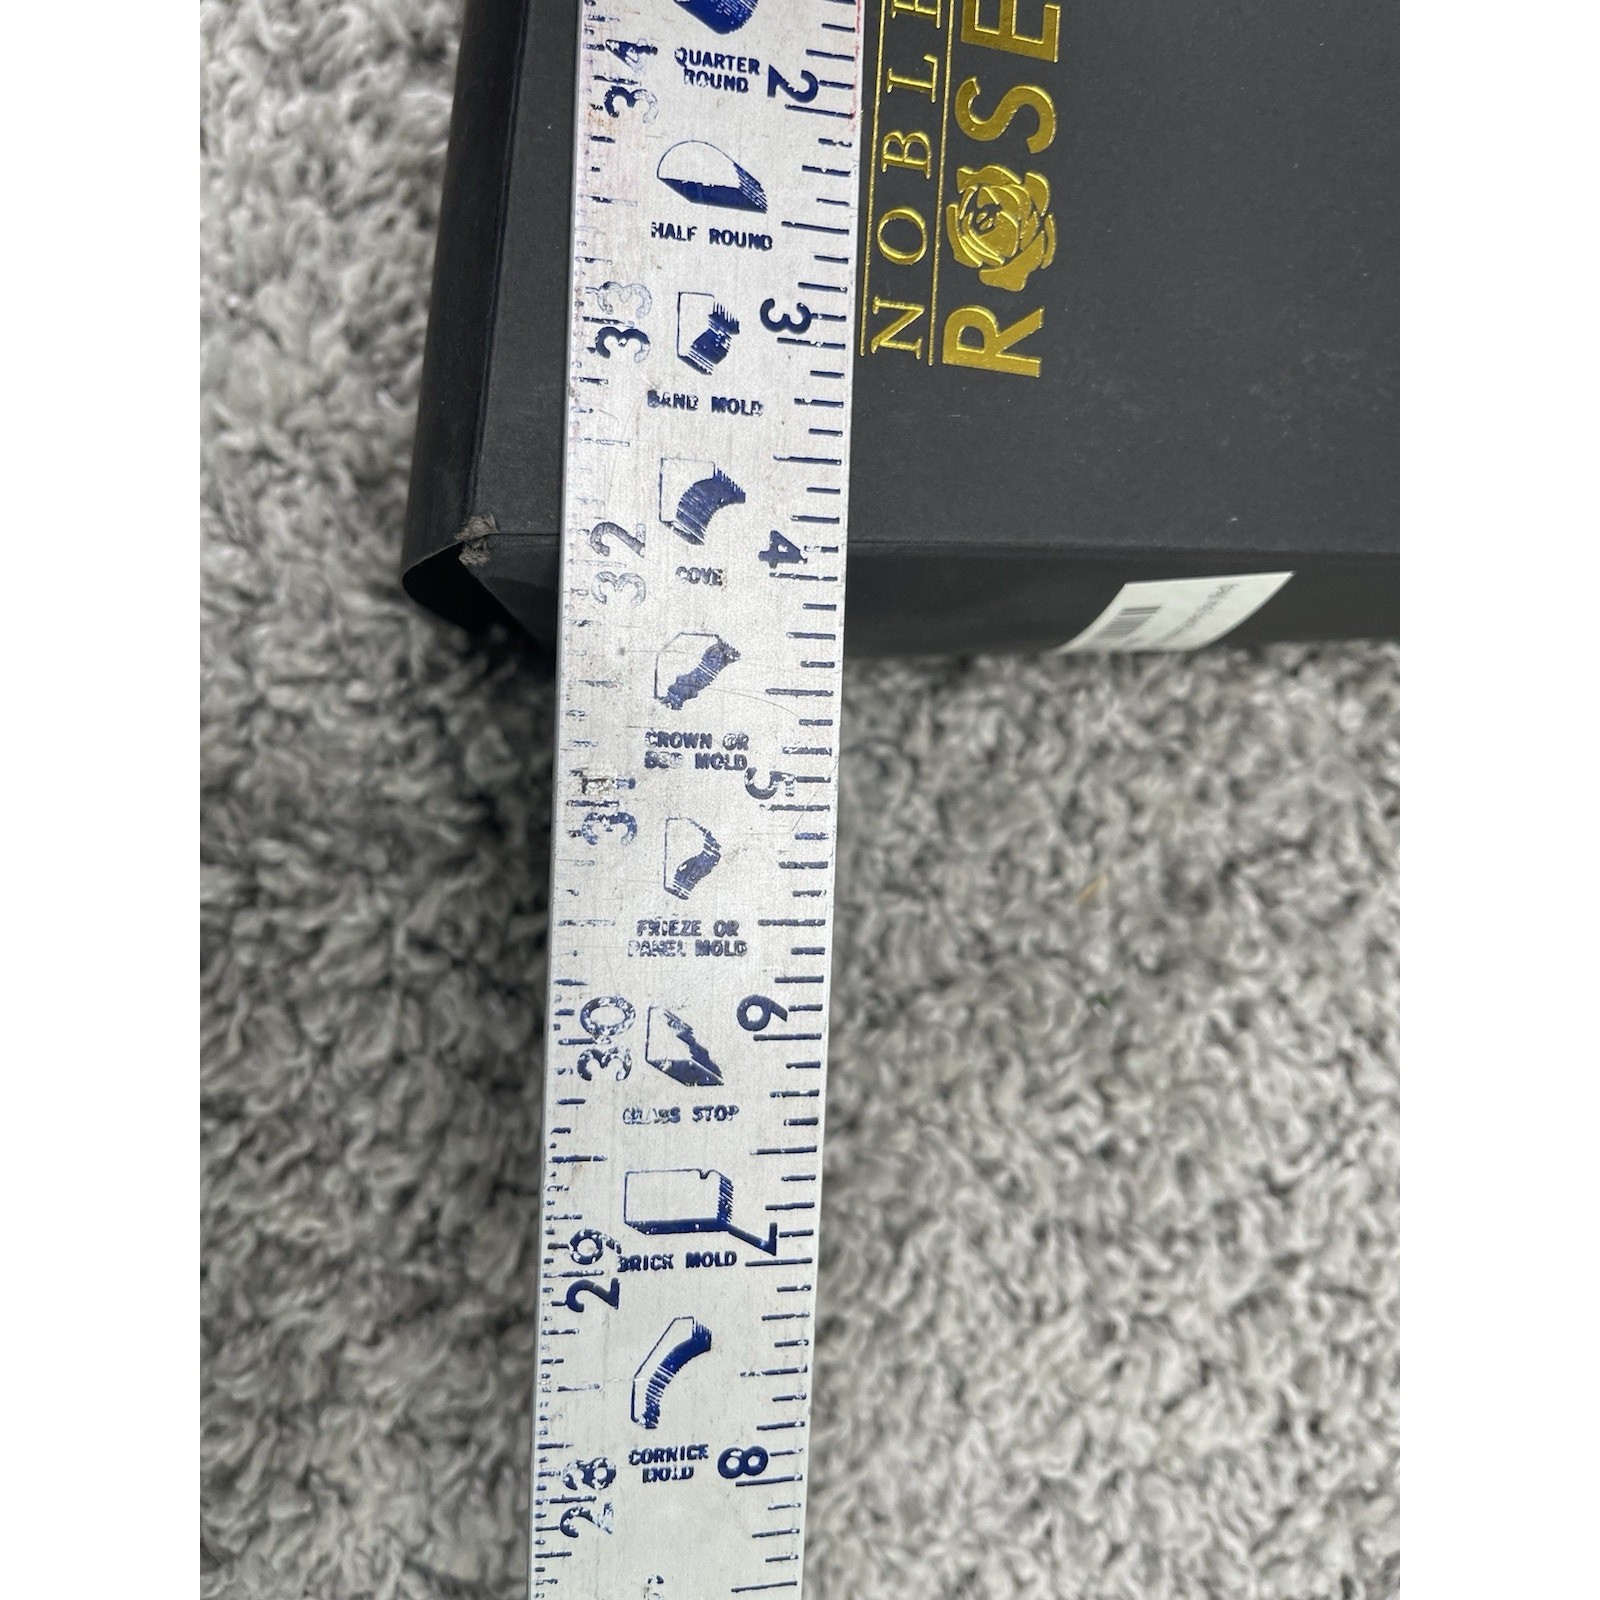 QUARTER
ROUND
2
34
HALF ROUND
3
33
BAND MOLD
COVE
4
32
CROWN OR
BED MOLD
5
31
FRIEZE OR
PANEL MOLD
6
30
GLASS STOP
7
29
BRICK MOLD
CORNICE
MOLD
8
28
NOBLE
ROSE